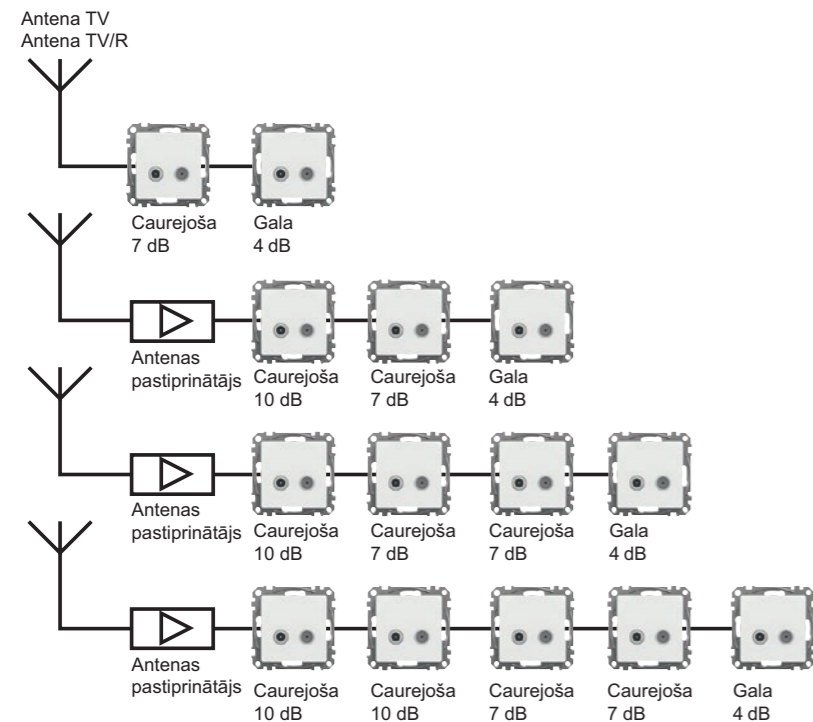 Antena TV
Antena TV/R
Caurejoša
7 dB
Gala
4 dB
Antenas
pastiprinātājs
Caurejoša
10 dB
Caurejoša
7 dB
Gala
4 dB
Antenas
pastiprinātājs
Caurejoša
10 dB
Caurejoša
7 dB
Caurejoša
7 dB
Gala
4 dB
Antenas
pastiprinātājs
Caurejoša
10 dB
Caurejoša
10 dB
Caurejoša
7 dB
Caurejoša
7 dB
Gala
4 dB